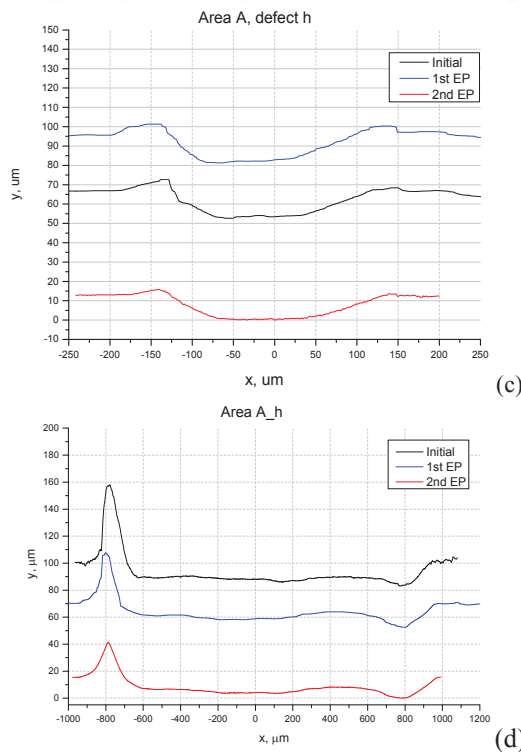 Area A, defect h
150
140
130
120
110
100
90
80
70
60
50
40
30
20
10
0
-10
y, um
Initial
1st EP
2nd EP
-250 -200 -150 -100 -50 0 50 100 150 200 250
x, um
(c)
Area A_h
200
180
160
140
120
100
80
60
40
20
0
y, µm
Initial
1st EP
2nd EP
-1000 -800 -600 -400 -200 0 200 400 600 800 1000 1200
x, µm
(d)